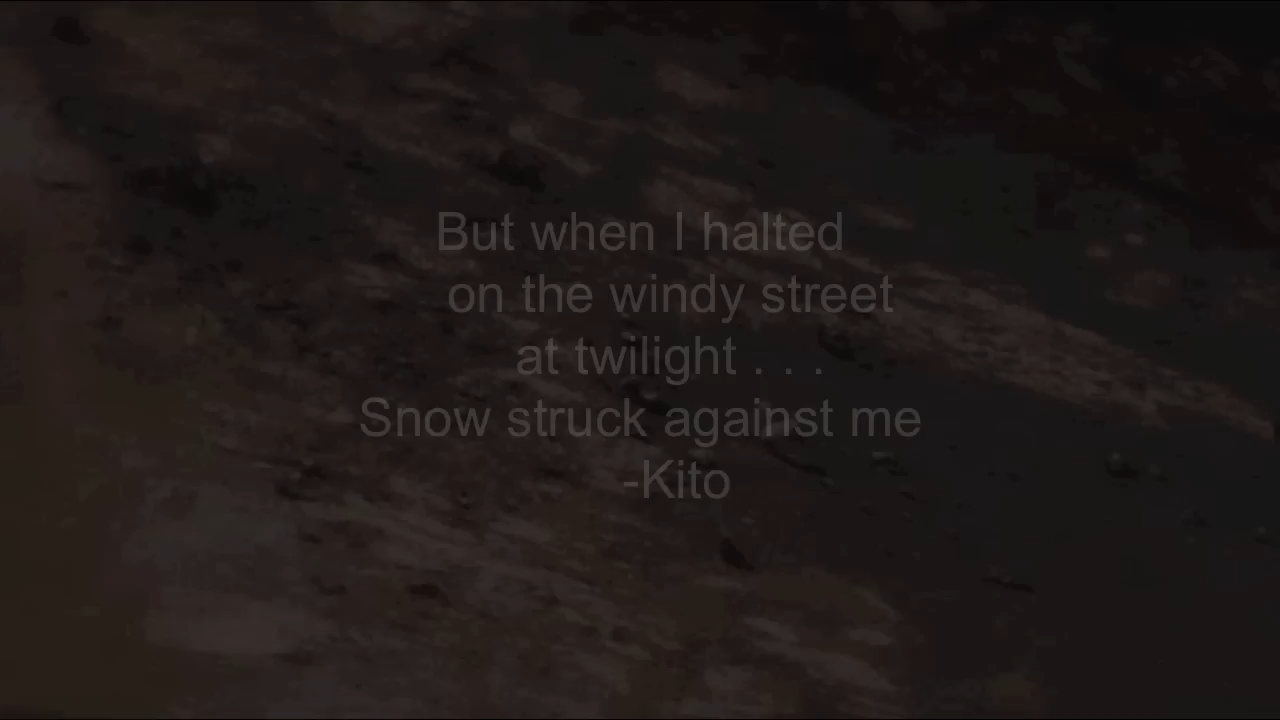 But when I halted
on the windy street
at twilight . . .
Snow struck against me
-Kito